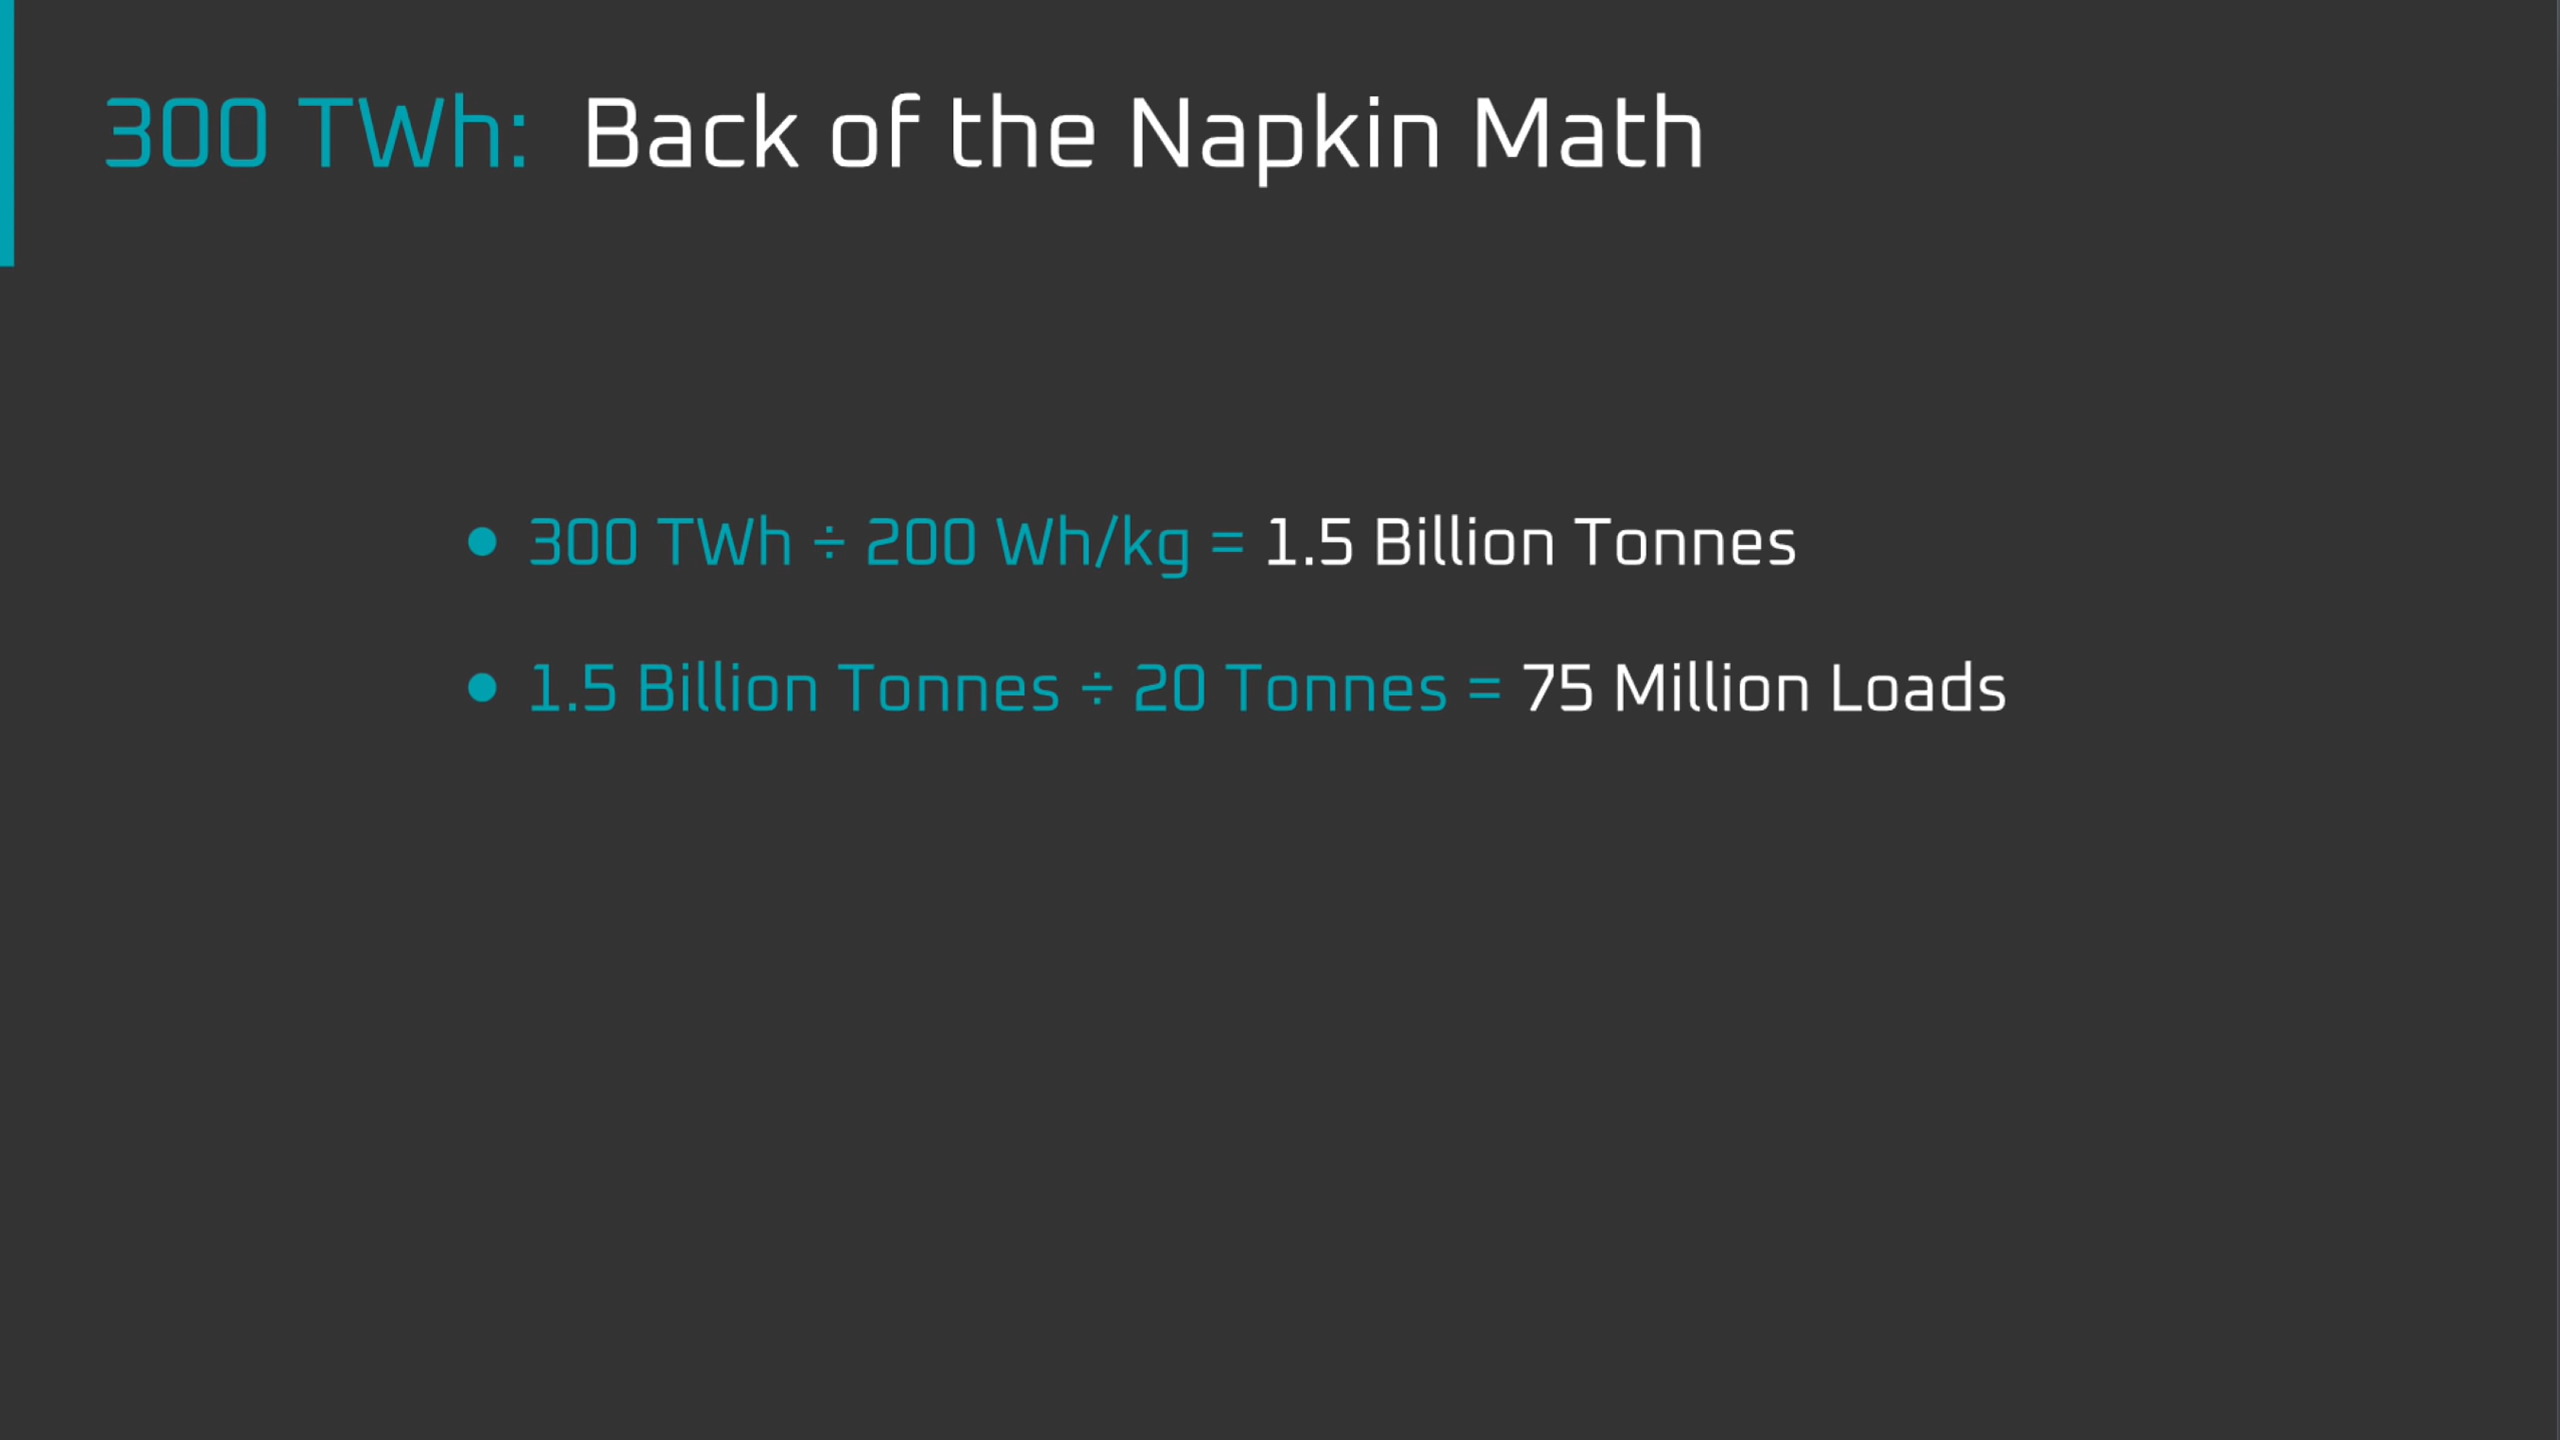 300 TWh: Back of the Napkin Math
● 300 TWh ÷ 200 Wh/kg = 1.5 Billion Tonnes
● 1.5 Billion Tonnes ÷ 20 Tonnes = 75 Million Loads